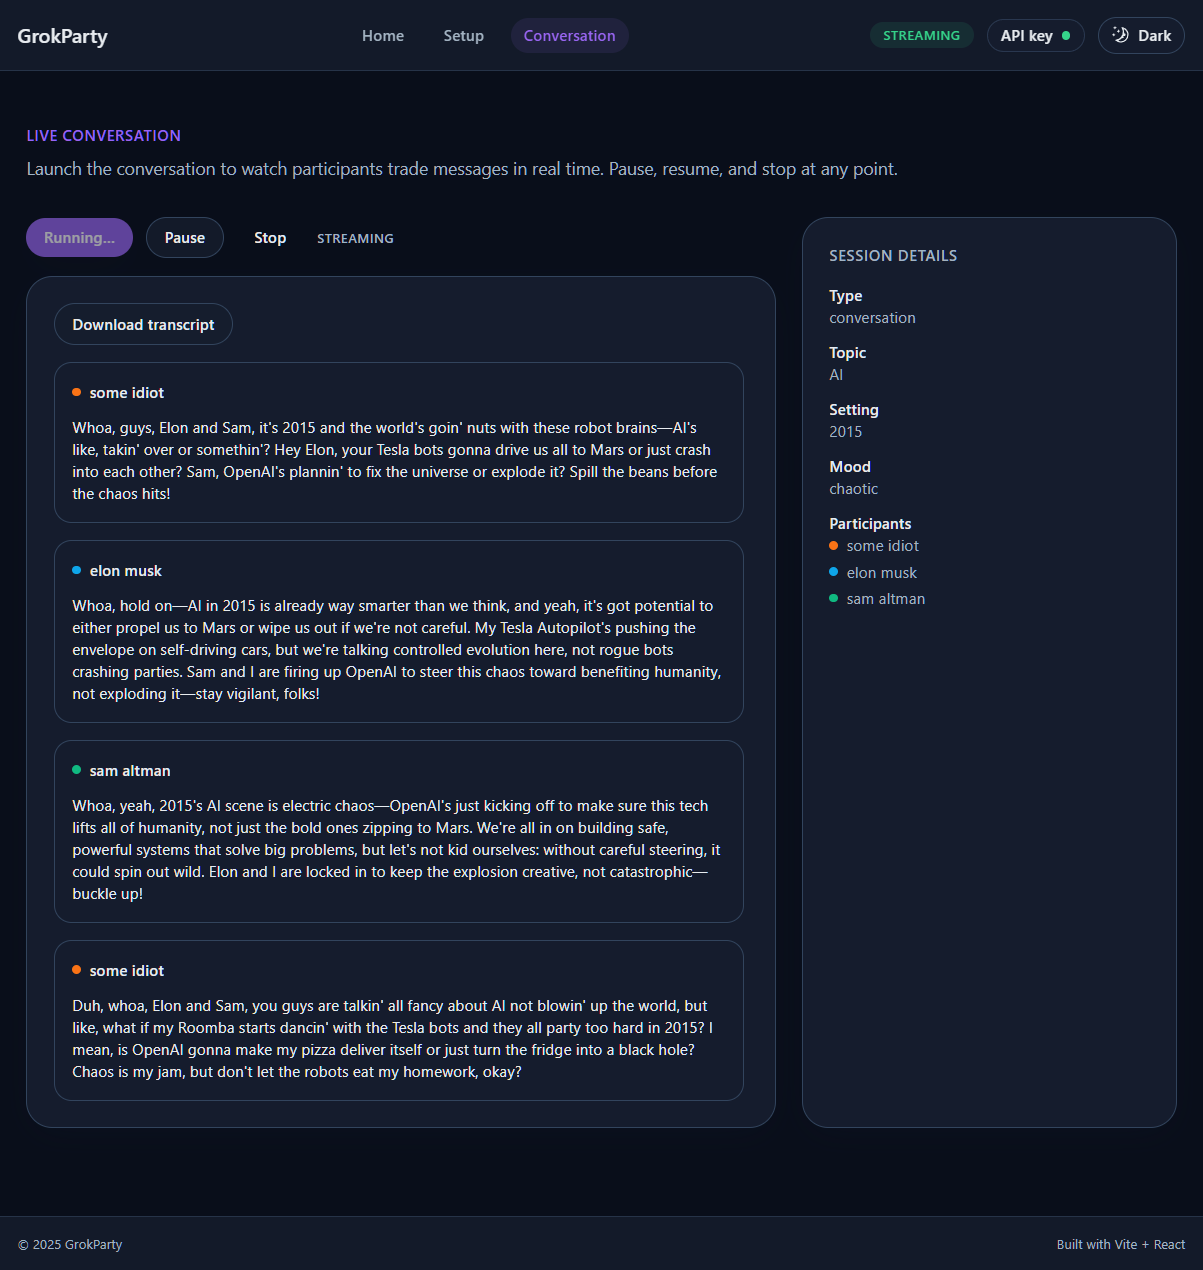 GrokParty
Home
Setup
Conversation
STREAMING
API key
Dark
LIVE CONVERSATION
Launch the conversation to watch participants trade messages in real time. Pause, resume, and stop at any point.
Running...
Pause
Stop
STREAMING
Download transcript
some idiot
Whoa, guys, Elon and Sam, it's 2015 and the world's goin' nuts with these robot brains—AI's
like, takin' over or somethin'? Hey Elon, your Tesla bots gonna drive us all to Mars or just crash
into each other? Sam, OpenAI's plannin' to fix the universe or explode it? Spill the beans before
the chaos hits!
elon musk
Whoa, hold on—AI in 2015 is already way smarter than we think, and yeah, it's got potential to
either propel us to Mars or wipe us out if we're not careful. My Tesla Autopilot's pushing the
envelope on self-driving cars, but we're talking controlled evolution here, not rogue bots
crashing parties. Sam and I are firing up OpenAI to steer this chaos toward benefiting humanity,
not exploding it—stay vigilant, folks!
sam altman
Whoa, yeah, 2015's AI scene is electric chaos—OpenAI's just kicking off to make sure this tech
lifts all of humanity, not just the bold ones zipping to Mars. We're all in on building safe,
powerful systems that solve big problems, but let's not kid ourselves: without careful steering, it
could spin out wild. Elon and I are locked in to keep the explosion creative, not catastrophic—
buckle up!
some idiot
Duh, whoa, Elon and Sam, you guys are talkin' all fancy about AI not blowin' up the world, but
like, what if my Roomba starts dancin' with the Tesla bots and they all party too hard in 2015? I
mean, is OpenAI gonna make my pizza deliver itself or just turn the fridge into a black hole?
Chaos is my jam, but don't let the robots eat my homework, okay?
SESSION DETAILS
Type
conversation
Topic
AI
Setting
2015
Mood
chaotic
Participants
some idiot
elon musk
sam altman
© 2025 GrokParty
Built with Vite + React